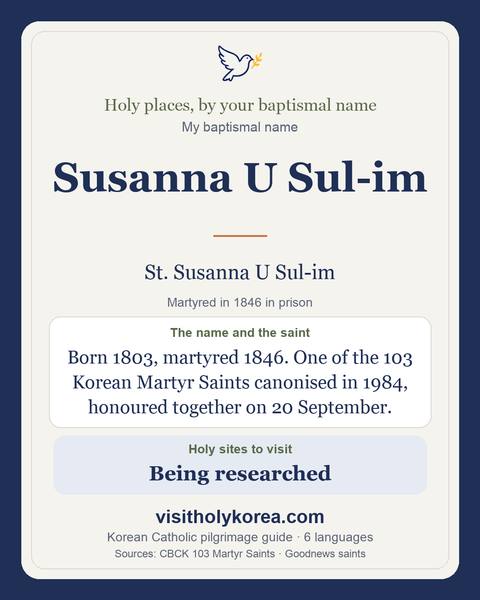 Holy places, by your baptismal name
My baptismal name
Susanna U Sul-im
St. Susanna U Sul-im
Martyred in 1846 in prison
The name and the saint
Born 1803, martyred 1846. One of the 103
Korean Martyr Saints canonised in 1984,
honoured together on 20 September.
Holy sites to visit
Being researched
visitholykorea.com
Korean Catholic pilgrimage guide · 6 languages
Sources: CBCK 103 Martyr Saints · Goodnews saints